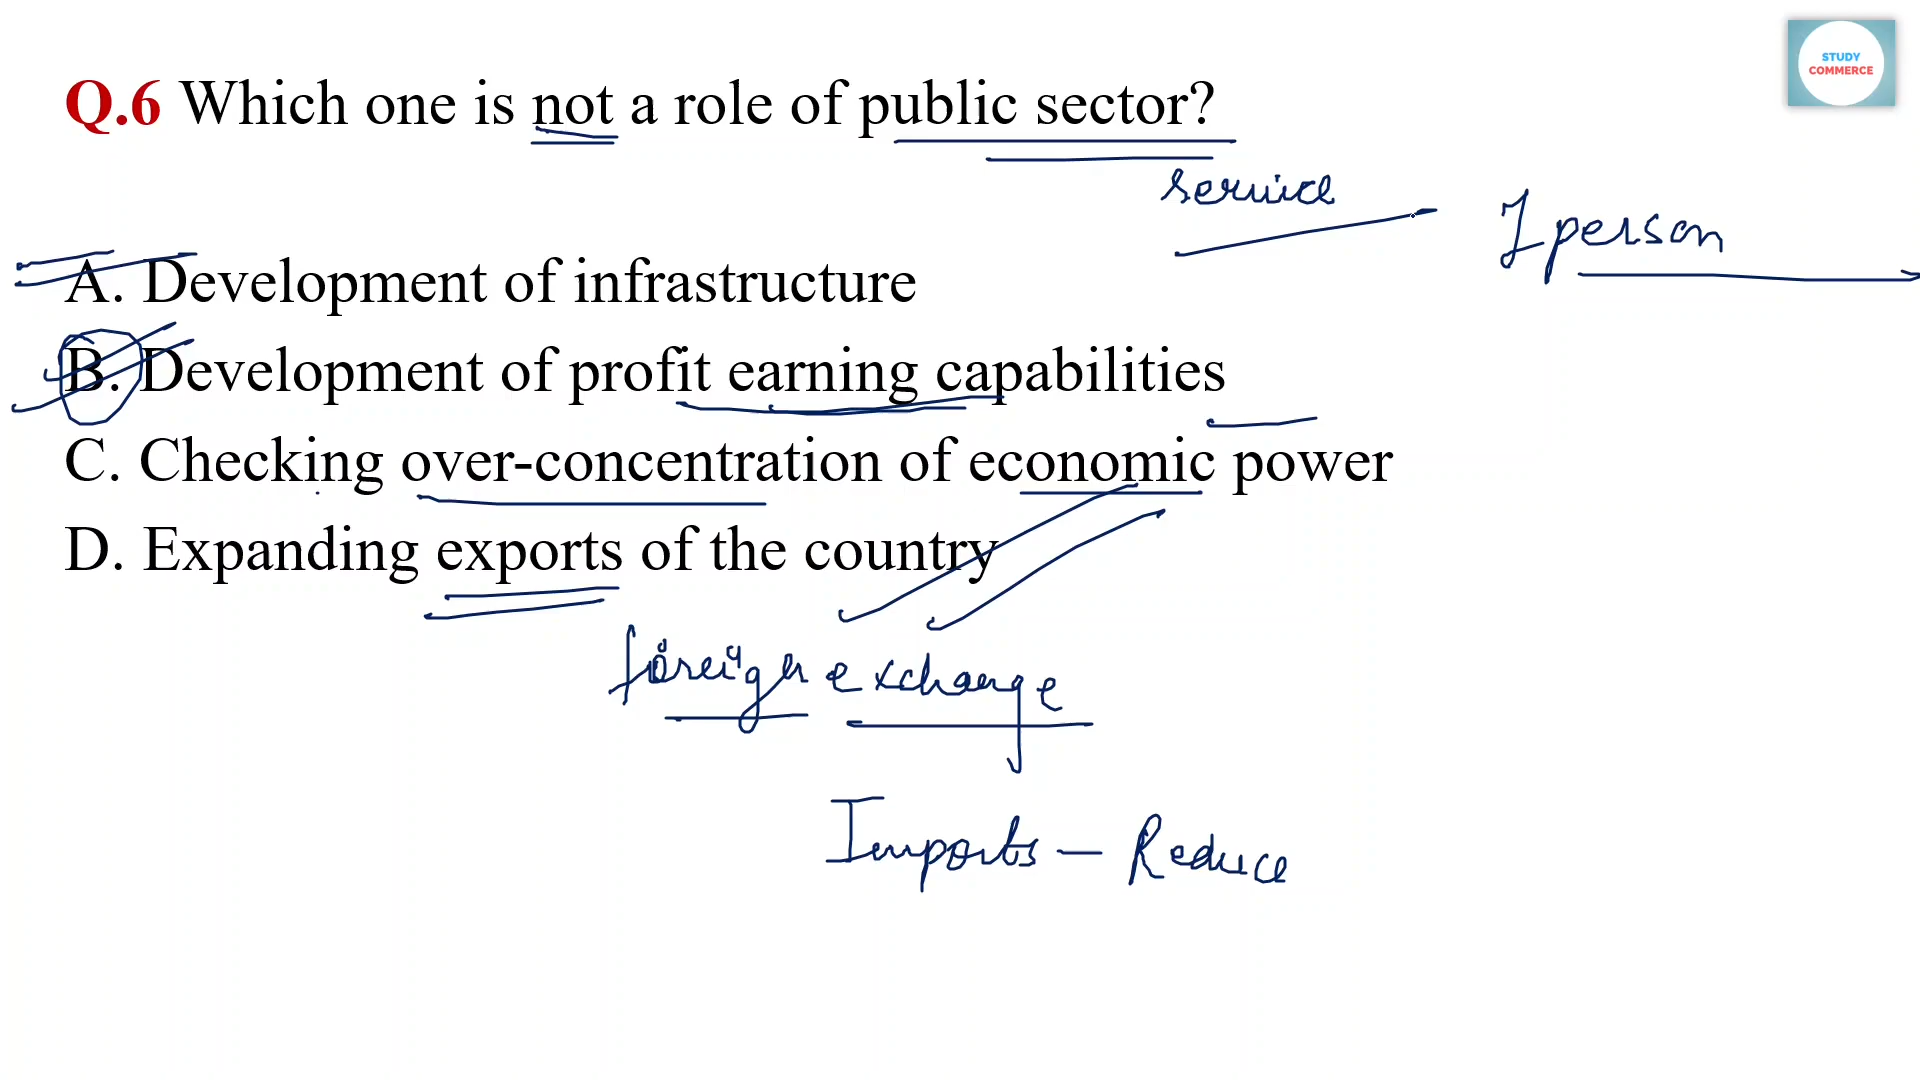 STUDY
COMMERCE
Q.6 Which one is not a role of public sector?
service
1 person
A. Development of infrastructure
B. Development of profit earning capabilities
C. Checking over-concentration of economic power
D. Expanding exports of the country
foreign exchange
Imports – Reduce